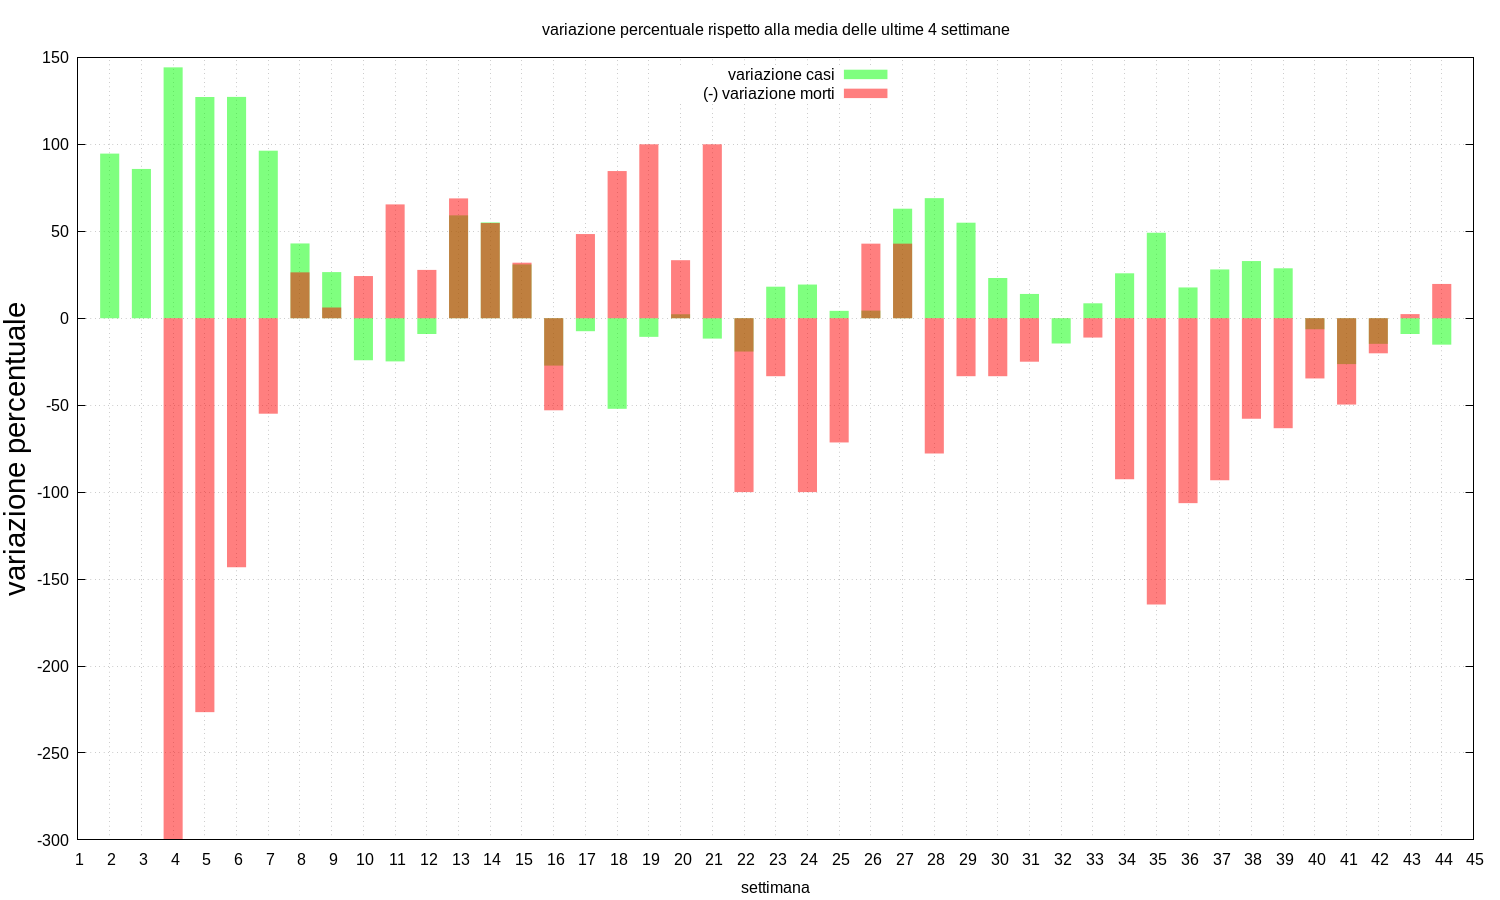 variazione percentuale rispetto alla media delle ultime 4 settimane
variazione casi
(-) variazione morti
variazione percentuale
150
100
50
0
-50
-100
-150
-200
-250
-300
1 2 3 4 5 6 7 8 9 10 11 12 13 14 15 16 17 18 19 20 21 22 23 24 25 26 27 28 29 30 31 32 33 34 35 36 37 38 39 40 41 42 43 44 45
settimana